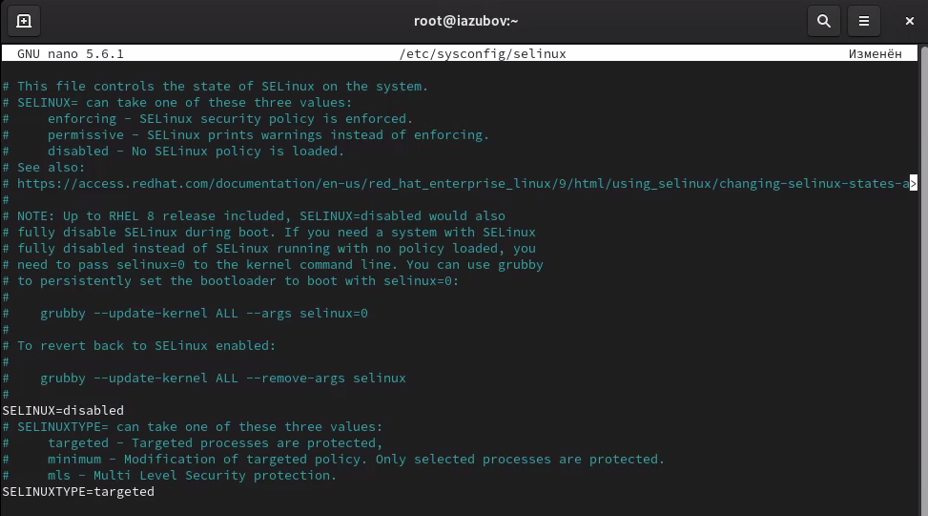 root@iazubov:~
GNU nano 5.6.1 /etc/sysconfig/selinux Изменён
# This file controls the state of SELinux on the system.
# SELINUX= can take one of these three values:
#     enforcing - SELinux security policy is enforced.
#     permissive - SELinux prints warnings instead of enforcing.
#     disabled - No SELinux policy is loaded.
# See also:
# https://access.redhat.com/documentation/en-us/red_hat_enterprise_linux/9/html/using_selinux/changing-selinux-states-a>
#
# NOTE: Up to RHEL 8 release included, SELINUX=disabled would also
# fully disable SELinux during boot. If you need a system with SELinux
# fully disabled instead of SELinux running with no policy loaded, you
# need to pass selinux=0 to the kernel command line. You can use grubby
# to persistently set the bootloader to boot with selinux=0:
#
#    grubby --update-kernel ALL --args selinux=0
#
# To revert back to SELinux enabled:
#
#    grubby --update-kernel ALL --remove-args selinux
#
SELINUX=disabled
# SELINUXTYPE= can take one of these three values:
#     targeted - Targeted processes are protected,
#     minimum - Modification of targeted policy. Only selected processes are protected.
#     mls - Multi Level Security protection.
SELINUXTYPE=targeted